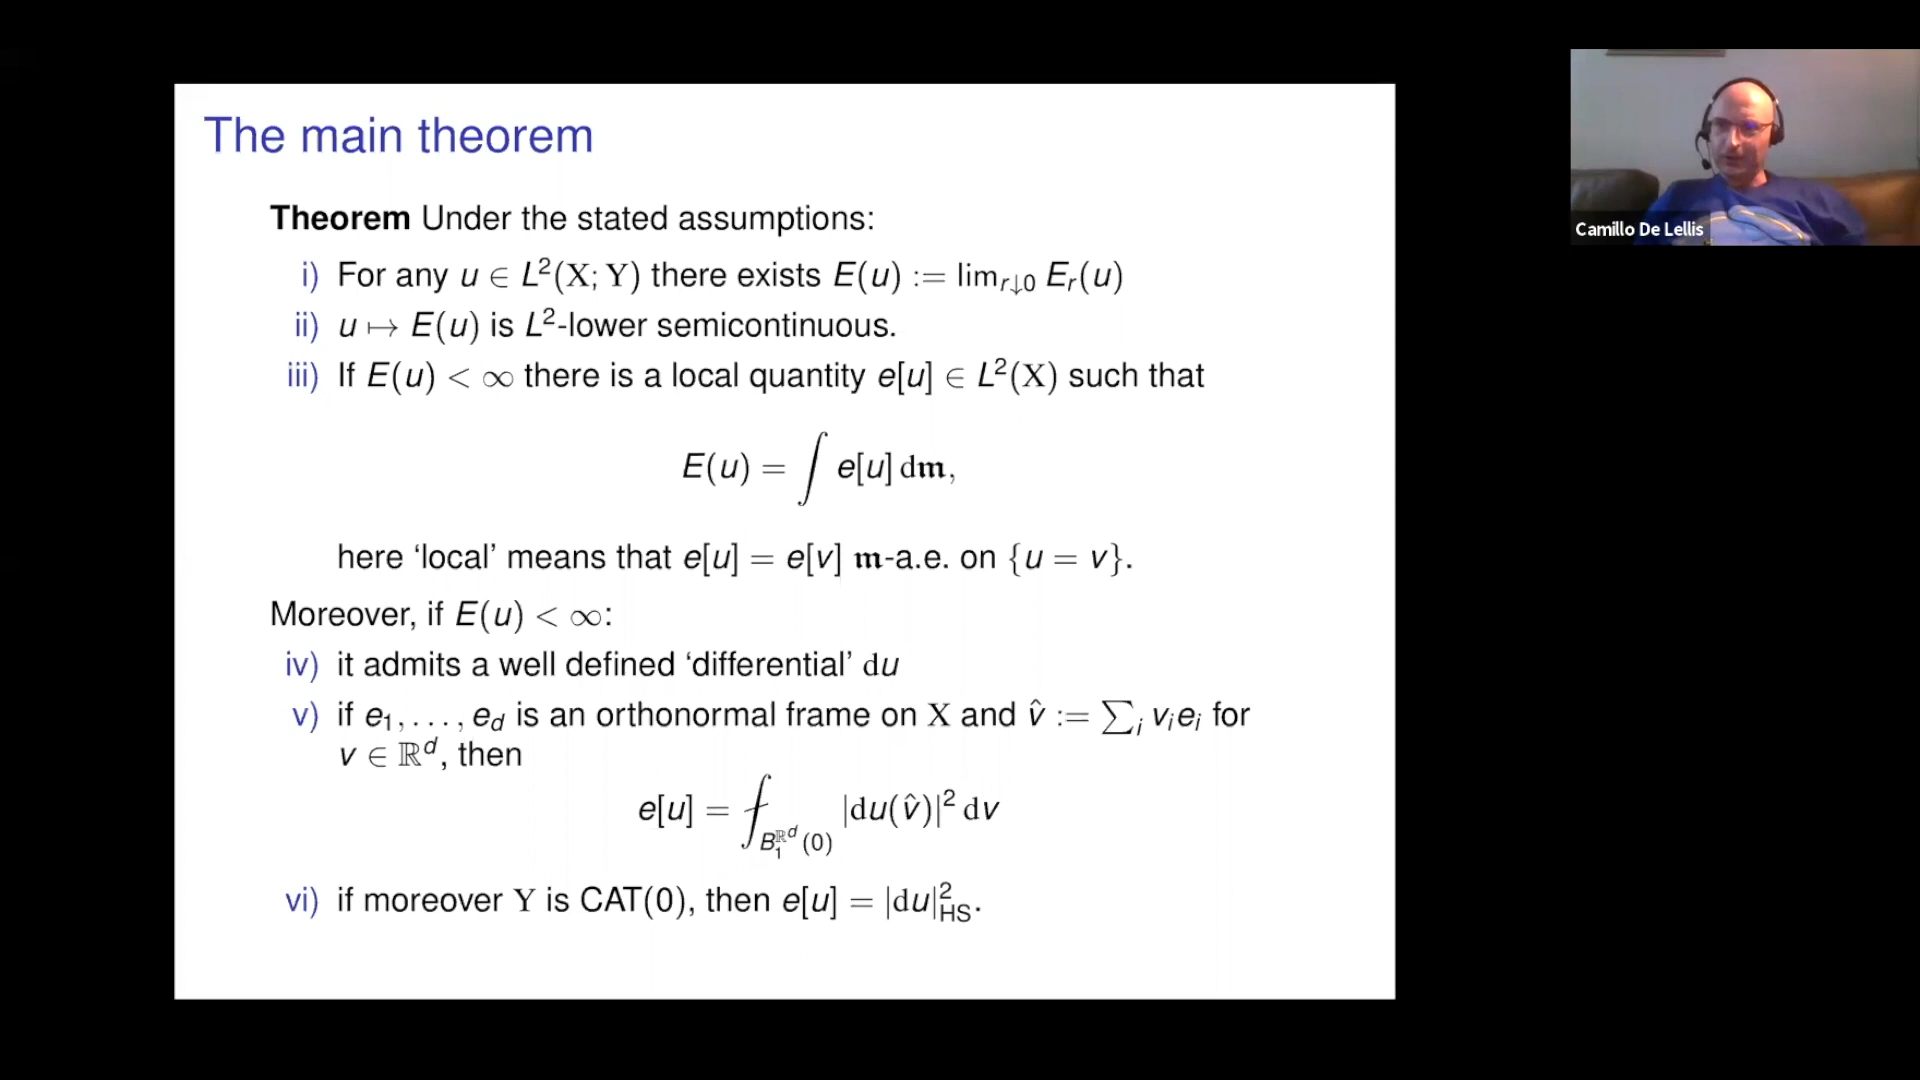 The main theorem
Theorem Under the stated assumptions:
i) For any u ∈ L²(X; Y) there exists E(u) := lim_{r↓0} E_r(u)
ii) u ↦ E(u) is L²-lower semicontinuous.
iii) If E(u) < ∞ there is a local quantity e[u] ∈ L²(X) such that
E(u) = ∫ e[u] d𝔪,
here ‘local’ means that e[u] = e[v] 𝔪-a.e. on {u = v}.
Moreover, if E(u) < ∞:
iv) it admits a well defined ‘differential’ du
v) if e₁, . . . , e_d is an orthonormal frame on X and v̂ := ∑_i v_i e_i for
v ∈ ℝ^d, then
e[u] = ⨍_{B_1^{ℝ^d}(0)} |du(v̂)|² dv
vi) if moreover Y is CAT(0), then e[u] = |du|²_HS.
Camillo De Lellis